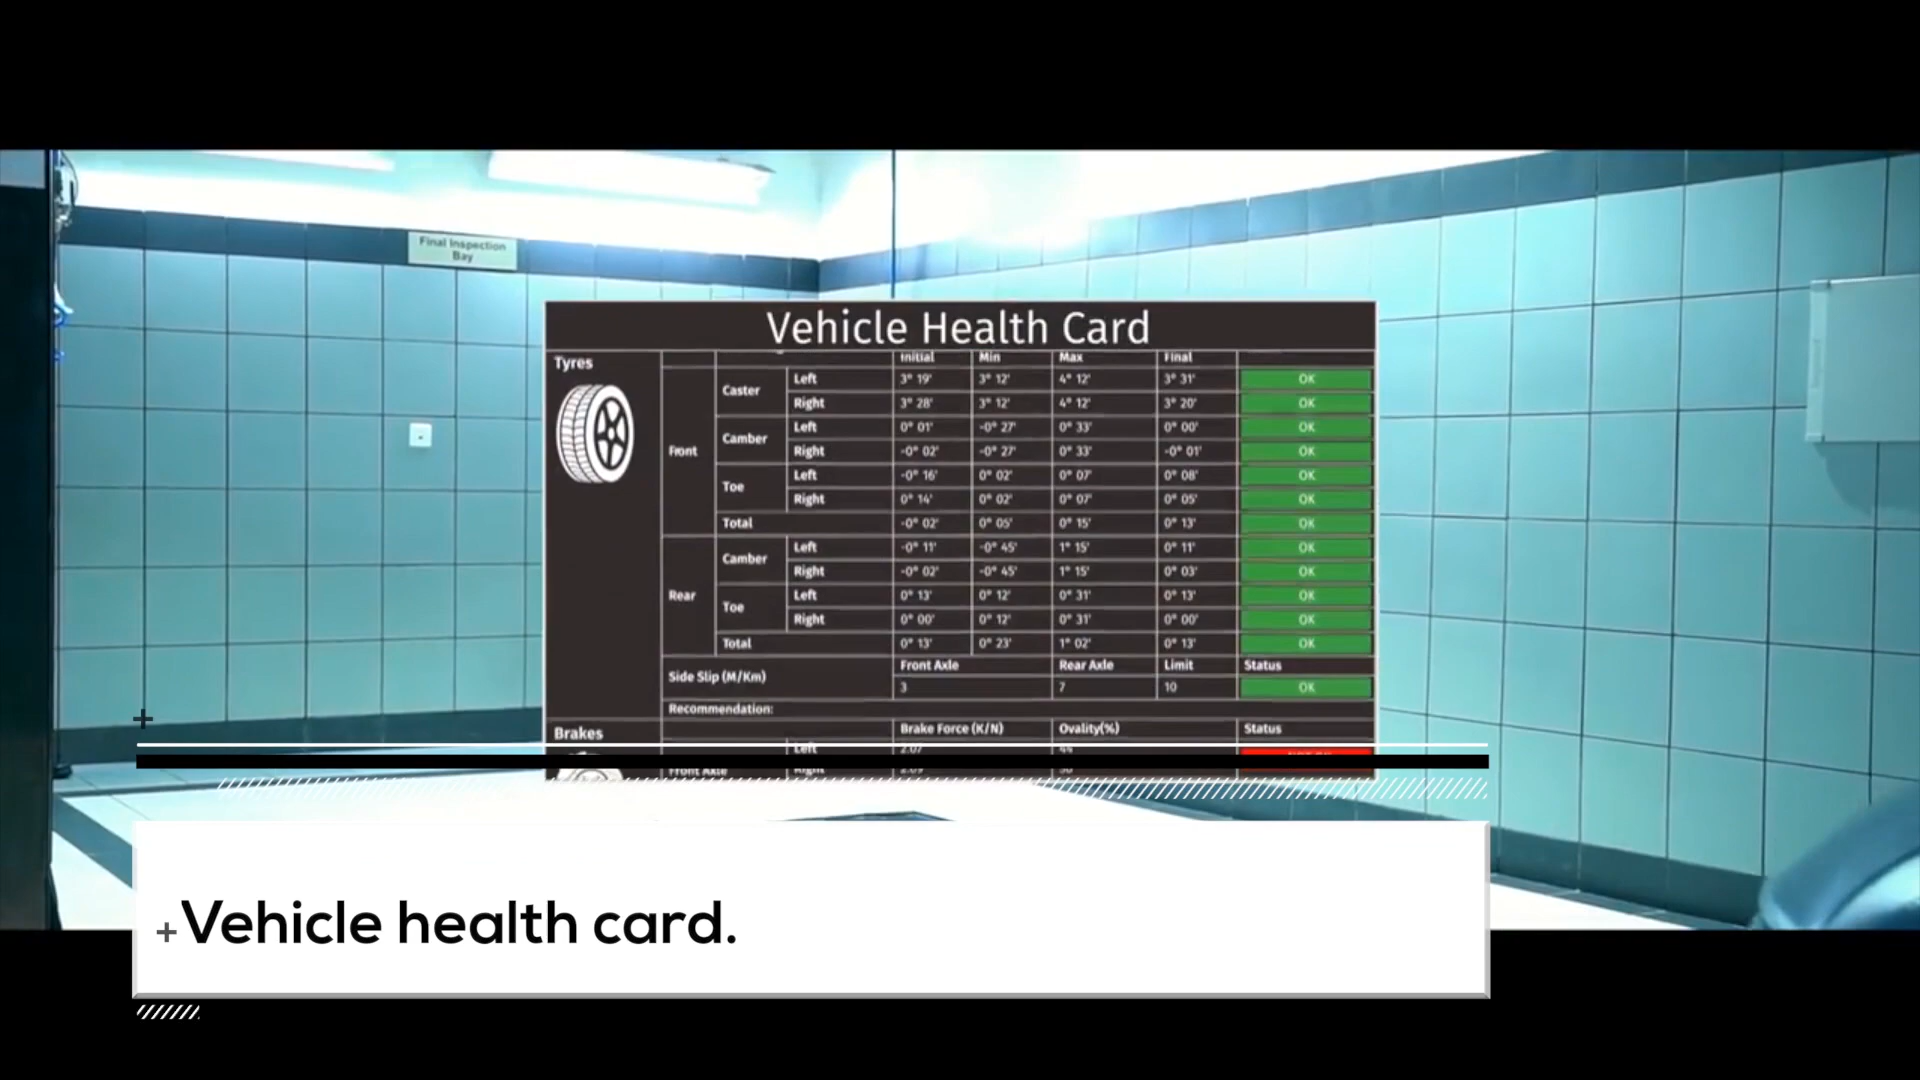 Final Inspection
Bay
Vehicle Health Card
Tyres
Initial Min Max Final
Front Caster Left 3° 19' 3° 12' 4° 12' 3° 31' OK
Right 3° 28' 3° 12' 4° 12' 3° 20' OK
Camber Left 0° 01' -0° 27' 0° 33' 0° 00' OK
Right -0° 02' -0° 27' 0° 33' -0° 01' OK
Toe Left -0° 16' 0° 02' 0° 07' 0° 08' OK
Right 0° 14' 0° 02' 0° 07' 0° 05' OK
Total -0° 02' 0° 05' 0° 15' 0° 13' OK
Rear Camber Left -0° 11' -0° 45' 1° 15' 0° 11' OK
Right -0° 02' -0° 45' 1° 15' 0° 03' OK
Toe Left 0° 13' 0° 12' 0° 31' 0° 13' OK
Right 0° 00' 0° 12' 0° 31' 0° 00' OK
Total 0° 13' 0° 23' 1° 02' 0° 13' OK
Side Slip (M/Km) Front Axle Rear Axle Limit Status
3 7 10 OK
Recommendation:
Brakes Brake Force (K/N) Ovality(%) Status
Left
Front Axle Right
+Vehicle health card.